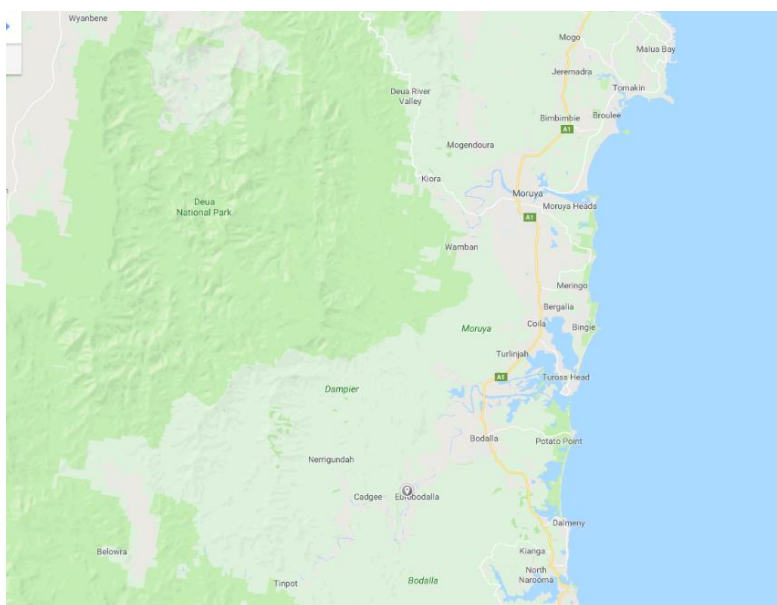 Wyanbene
Mogo
Malua Bay
Jeremadra
Deua River
Valley
Tomakin
Bimbimbie
Broulee
A1
Mogendoura
Kiora
Moruya
Deua
National Park
Moruya Heads
A1
Wamban
Meringo
Bergalia
Moruya
Coila
Bingie
Turlinjah
A1
Tuross Head
Dampier
Bodalla
Potato Point
Nerrigundah
Cadgee
Eurobodalla
Dalmeny
Belowra
Kianga
Tinpot
Bodalla
North
Narooma